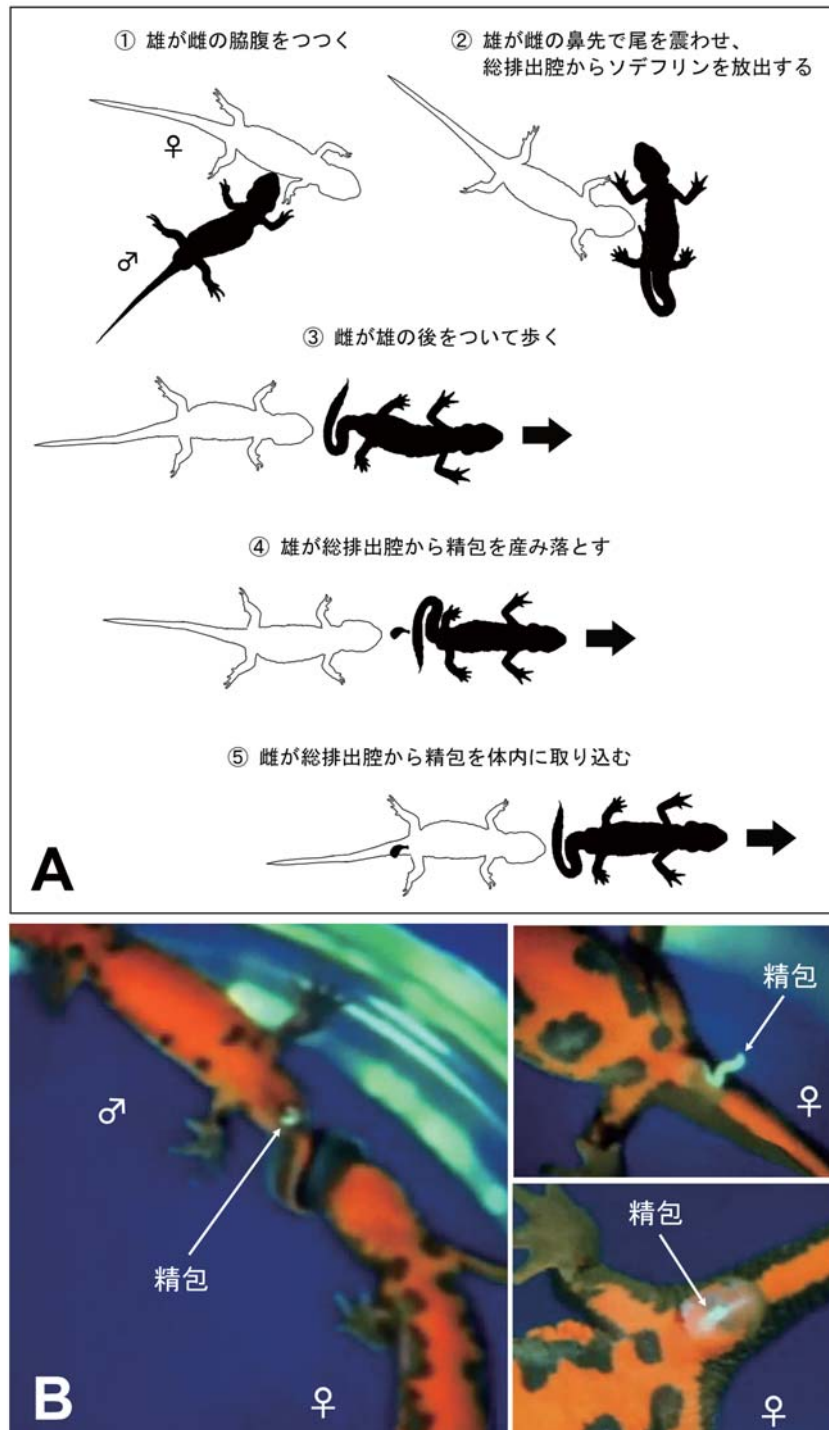 ① 雄が雌の脇腹をつつく
② 雄が雌の鼻先で尾を震わせ、
総排出腔からソデフリンを放出する
♀
♂
③ 雌が雄の後をついて歩く
④ 雄が総排出腔から精包を産み落とす
⑤ 雌が総排出腔から精包を体内に取り込む
A
♂
精包
♀
B
精包
♀
精包
♀